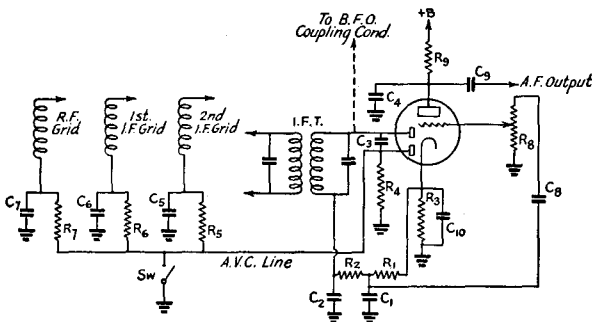 To B.F.O.
Coupling Cond.
+B
R9
C9
A.F. Output
C4
R.F.
Grid
1st.
I.F. Grid
2nd
I.F. Grid
I.F.T.
C3
R4
R8
C8
C7
R7
C6
R6
C5
R5
R3
C10
A.V.C. Line
Sw
R2
R1
C2
C1